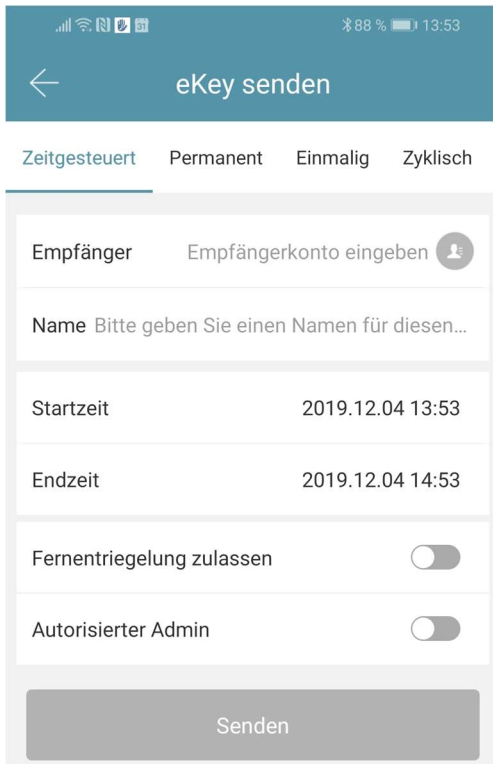 31 88 % 13:53
eKey senden
Zeitgesteuert Permanent Einmalig Zyklisch
Empfänger Empfängerkonto eingeben
Name Bitte geben Sie einen Namen für diesen...
Startzeit 2019.12.04 13:53
Endzeit 2019.12.04 14:53
Fernentriegelung zulassen
Autorisierter Admin
Senden